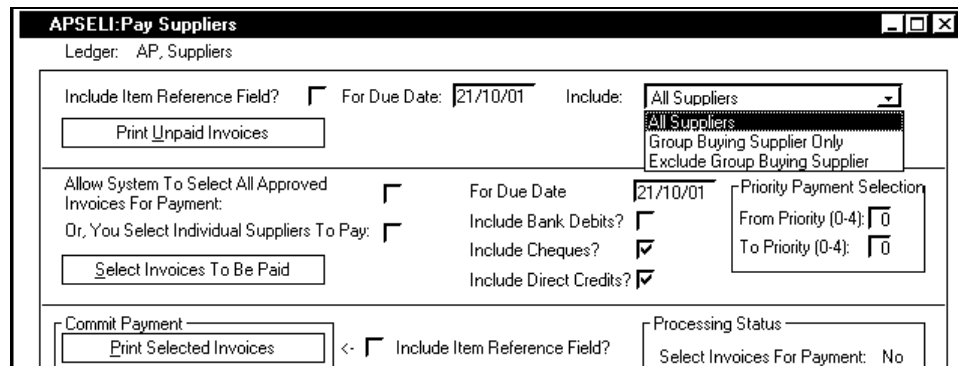 APSELI:Pay Suppliers
Ledger: AP, Suppliers
Include Item Reference Field? For Due Date: 21/10/01 Include: All Suppliers
All Suppliers
Group Buying Supplier Only
Exclude Group Buying Supplier
Print Unpaid Invoices
Allow System To Select All Approved
Invoices For Payment:
Or, You Select Individual Suppliers To Pay:
Select Invoices To Be Paid
For Due Date 21/10/01
Include Bank Debits?
Include Cheques?
Include Direct Credits?
Priority Payment Selection
From Priority (0-4): 0
To Priority (0-4): 0
Commit Payment
Print Selected Invoices <- Include Item Reference Field?
Processing Status
Select Invoices For Payment: No